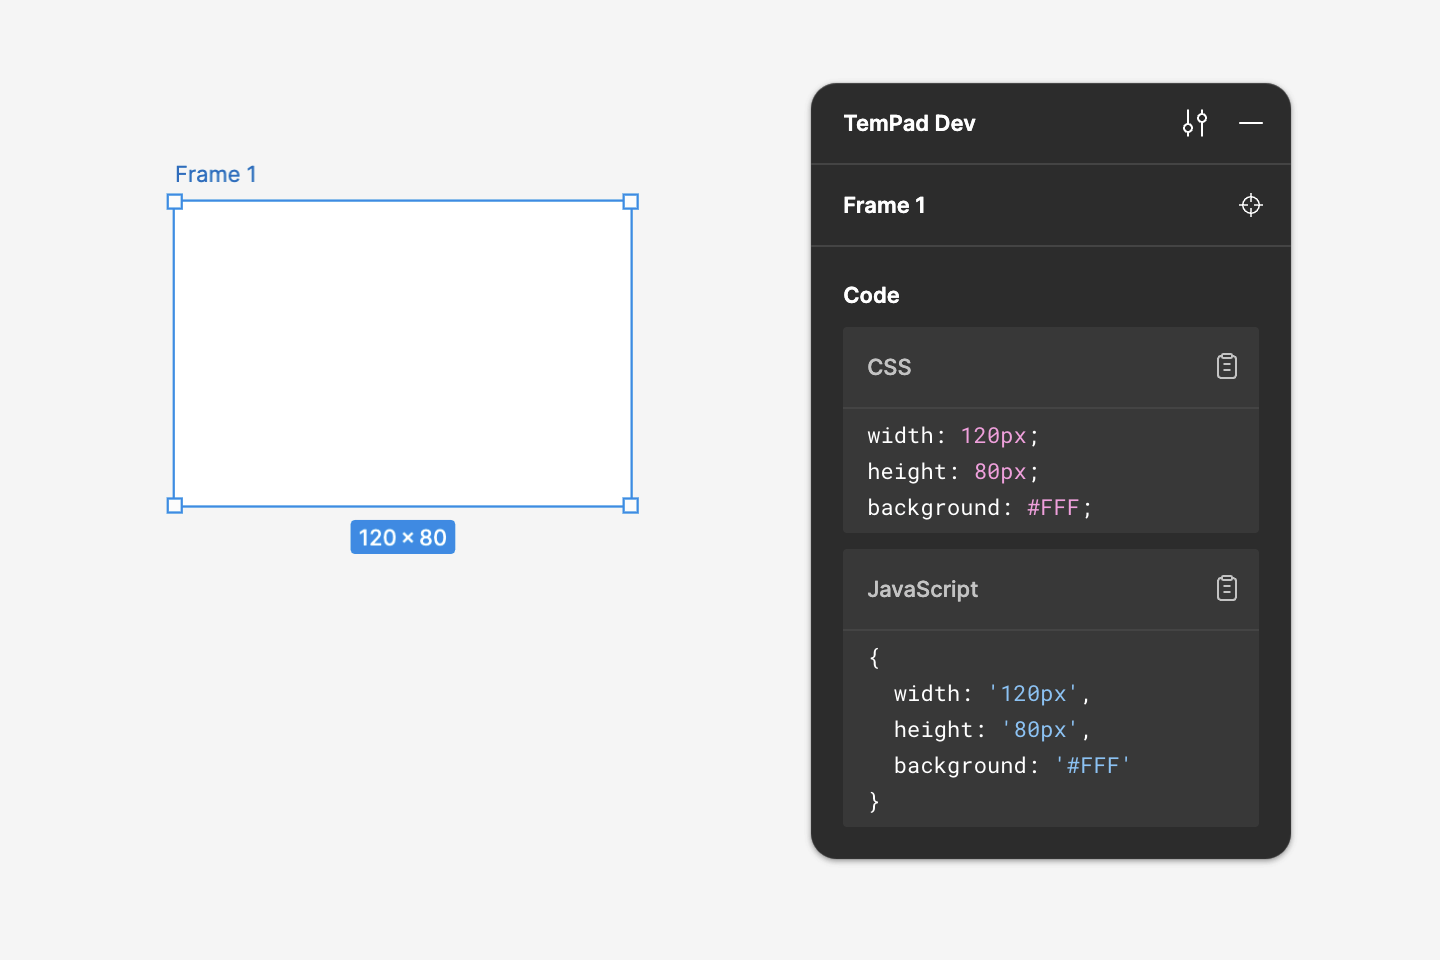 Frame 1
120 × 80
TemPad Dev
Frame 1
Code
CSS
width: 120px;
height: 80px;
background: #FFF;
JavaScript
{
  width: '120px',
  height: '80px',
  background: '#FFF'
}